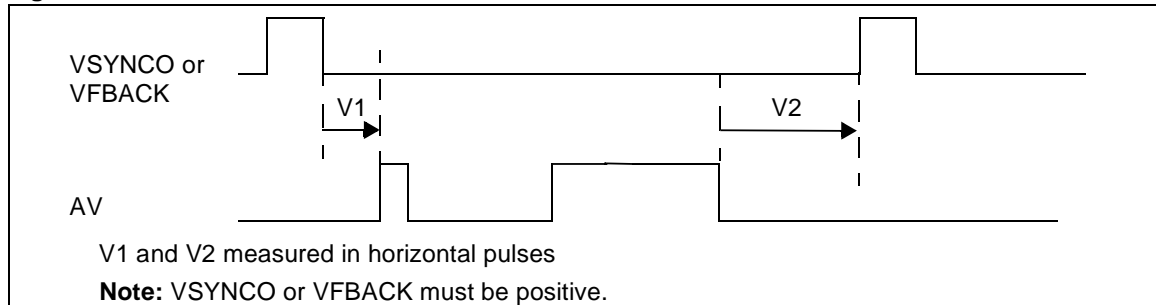 VSYNCO or
VFBACK
V1
V2
AV
V1 and V2 measured in horizontal pulses
Note: VSYNCO or VFBACK must be positive.